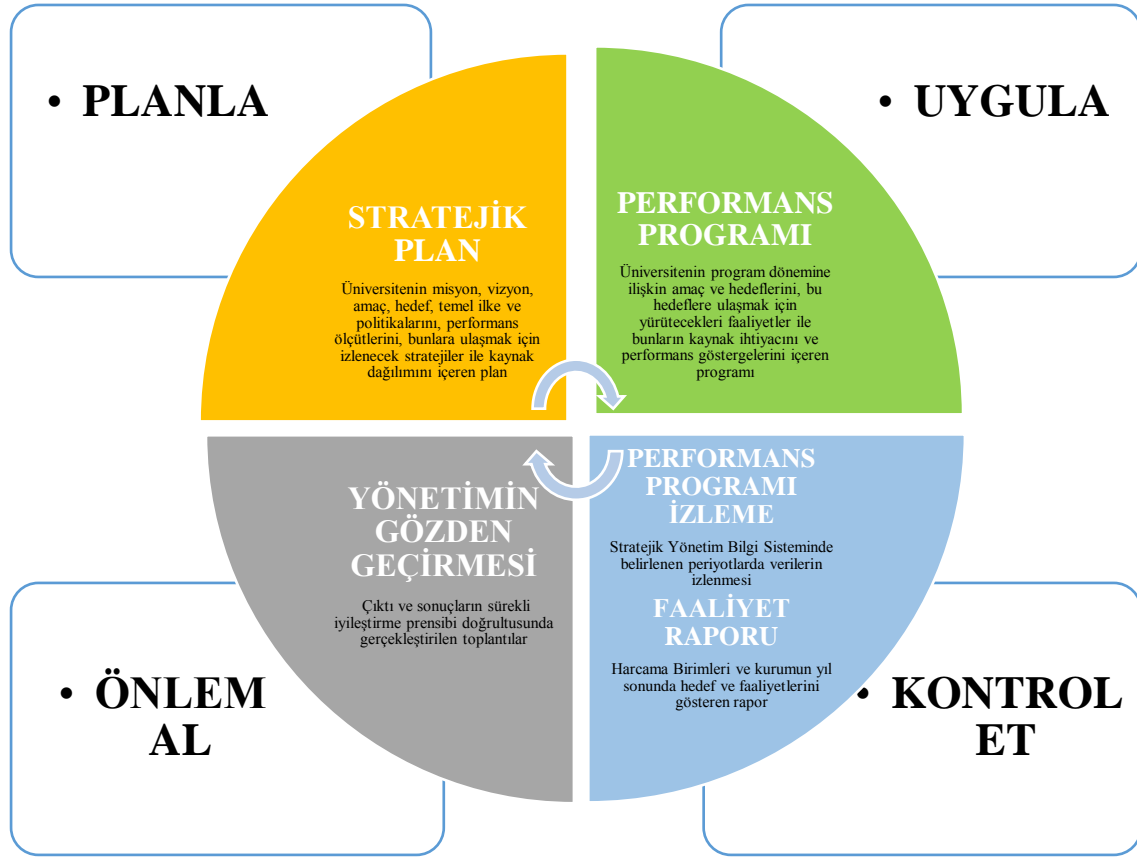 • PLANLA
STRATEJİK
PLAN
Üniversitenin misyon, vizyon,
amaç, hedef, temel ilke ve
politikalarını, performans
ölçütlerini, bunlara ulaşmak için
izlenecek stratejiler ile kaynak
dağılımını içeren plan
• UYGULA
PERFORMANS
PROGRAMI
Üniversitenin program dönemine
ilişkin amaç ve hedeflerini, bu
hedeflere ulaşmak için
yürütecekleri faaliyetler ile
bunların kaynak ihtiyacını ve
performans göstergelerini içeren
programı
PERFORMANS
PROGRAMI
İZLEME
Stratejik Yönetim Bilgi Sisteminde
belirlenen periyotlarda verilerin
izlenmesi
FAALİYET
RAPORU
Harcama Birimleri ve kurumun yıl
sonunda hedef ve faaliyetlerini
gösteren rapor
• KONTROL
ET
YÖNETİMİN
GÖZDEN
GEÇİRMESİ
Çıktı ve sonuçların sürekli
iyileştirme prensibi doğrultusunda
gerçekleştirilen toplantılar
• ÖNLEM
AL